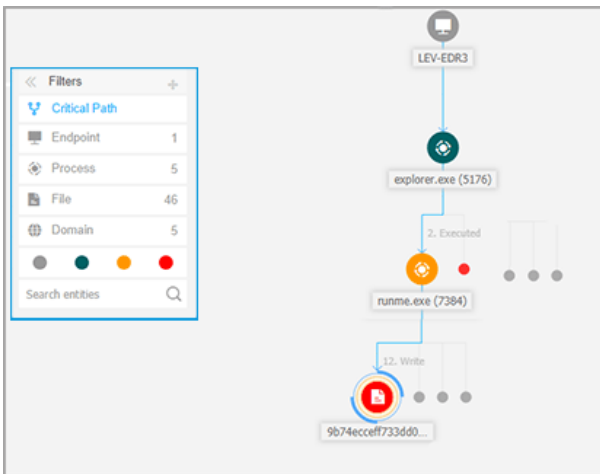 Filters
Critical Path
Endpoint 1
Process 5
File 46
Domain 5
Search entities
LEV-EDR3
explorer.exe (5176)
2. Executed
runme.exe (7384)
12. Write
9b74ecceff733dd0...